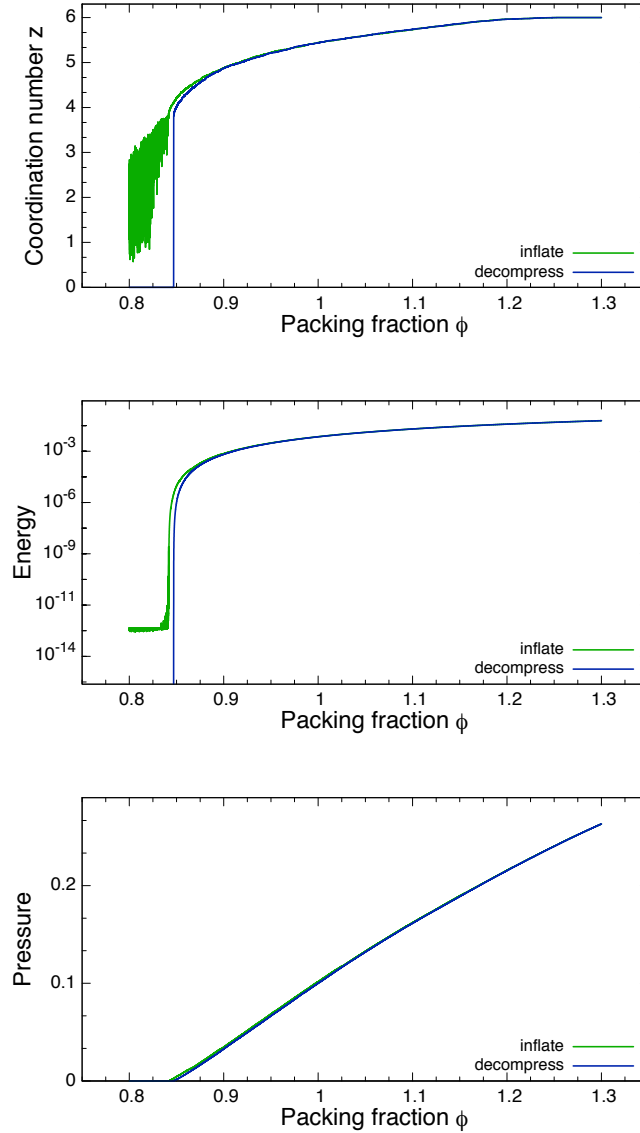 Coordination number z
6
5
4
3
2
1
0
0.8 0.9 1 1.1 1.2 1.3
Packing fraction ϕ
inflate
decompress
Energy
10-3
10-6
10-9
10-11
10-14
0.8 0.9 1 1.1 1.2 1.3
Packing fraction ϕ
inflate
decompress
Pressure
0.2
0.1
0
0.8 0.9 1 1.1 1.2 1.3
Packing fraction ϕ
inflate
decompress